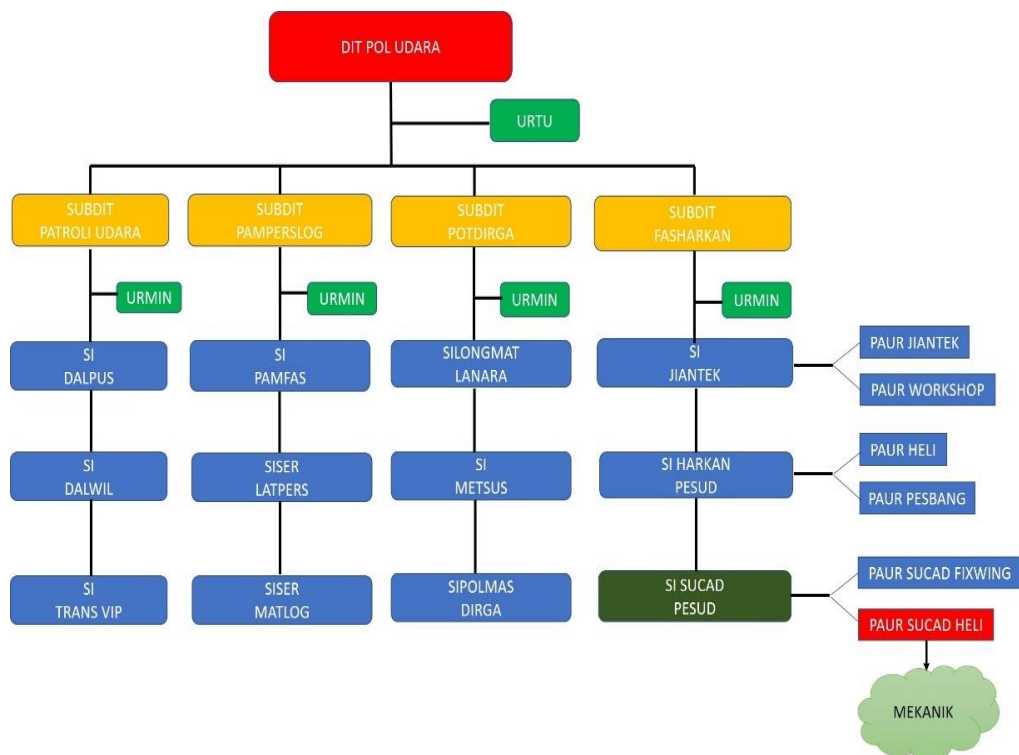 DIT POL UDARA
URTU
SUBDIT
PATROLI UDARA
SUBDIT
PAMPERSLOG
SUBDIT
POTDIRGA
SUBDIT
FASHARKAN
URMIN
URMIN
URMIN
URMIN
SI
DALPUS
SI
PAMFAS
SILONGMAT
LANARA
SI
JIANTEK
PAUR JIANTEK
PAUR WORKSHOP
SI
DALWIL
SISER
LATPERS
SI
METSUS
SI HARKAN
PESUD
PAUR HELI
PAUR PESBANG
SI
TRANS VIP
SISER
MATLOG
SIPOLMAS
DIRGA
SI SUCAD
PESUD
PAUR SUCAD FIXWING
PAUR SUCAD HELI
MEKANIK